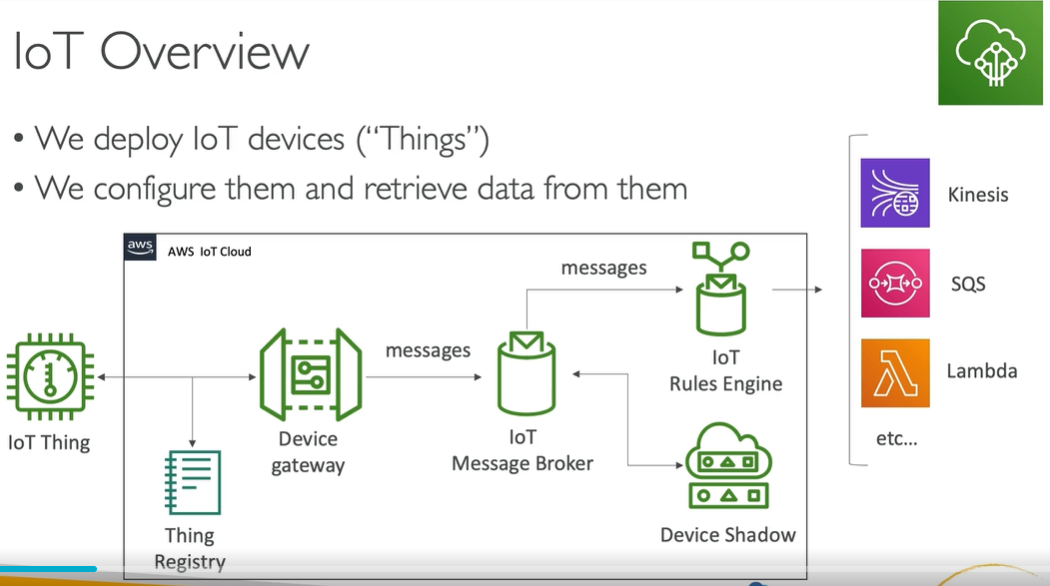 IoT Overview
• We deploy IoT devices (“Things”)
• We configure them and retrieve data from them
aws
AWS IoT Cloud
messages
messages
IoT Thing
Device
gateway
IoT
Message Broker
IoT
Rules Engine
Thing
Registry
Device Shadow
Kinesis
SQS
Lambda
etc...